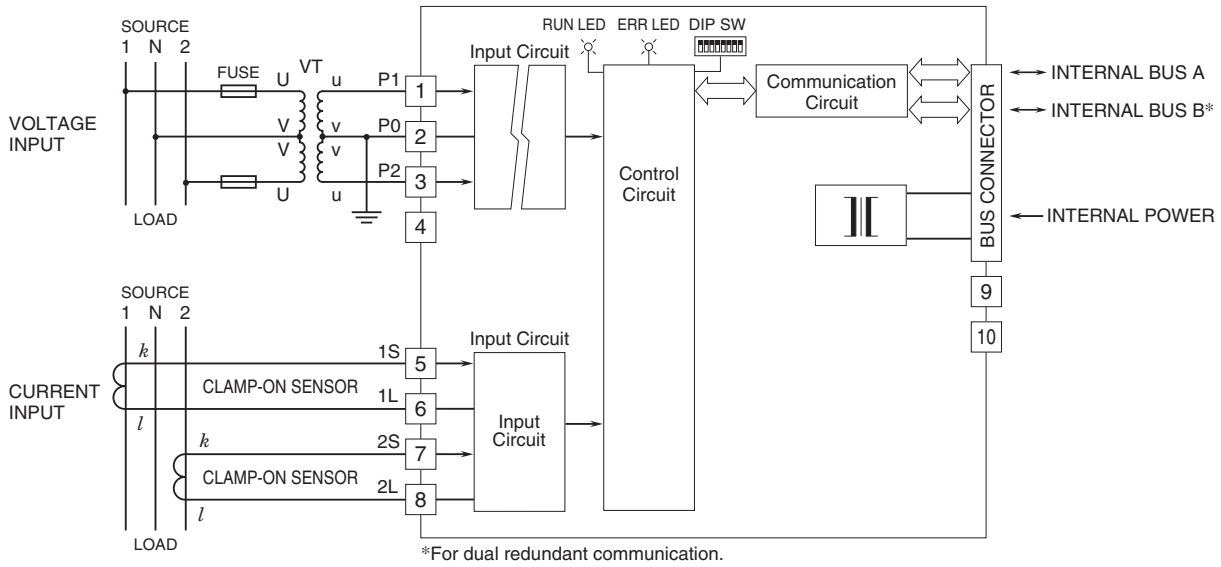 SOURCE
1 N 2
FUSE
U
VT
u
P1
1
V
v
P0
2
V
v
P2
3
U
u
4
LOAD
VOLTAGE
INPUT
Input Circuit
RUN LED
ERR LED
DIP SW
Control
Circuit
Communication
Circuit
BUS CONNECTOR
INTERNAL BUS A
INTERNAL BUS B*
INTERNAL POWER
9
10
SOURCE
1 N 2
k
CLAMP-ON SENSOR
l
1S
5
1L
6
k
CLAMP-ON SENSOR
l
2S
7
2L
8
LOAD
CURRENT
INPUT
Input Circuit
Input
Circuit
*For dual redundant communication.